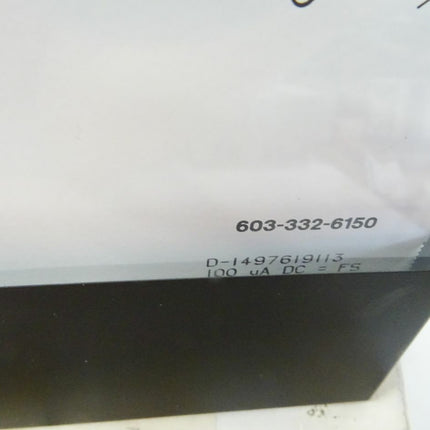 603-332-6150
D-1497619113
100 uA DC = FS